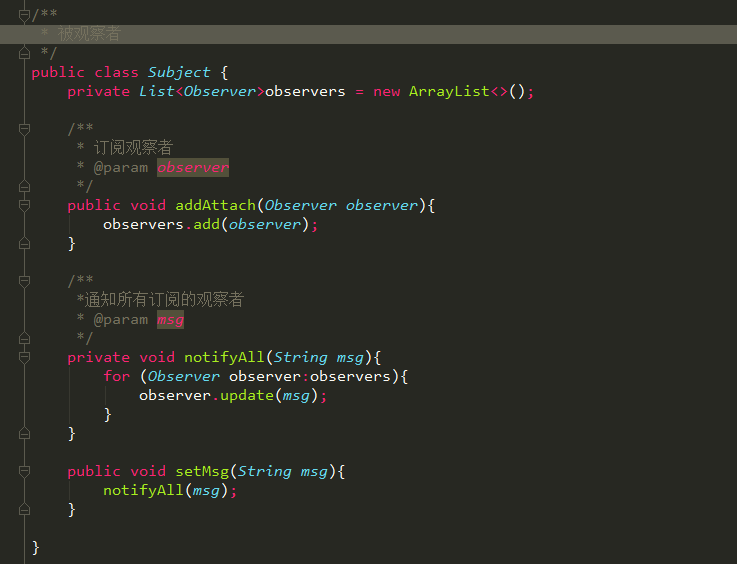 /**
 * 被观察者
 */
public class Subject {
    private List<Observer>observers = new ArrayList<>();

    /**
     * 订阅观察者
     * @param observer
     */
    public void addAttach(Observer observer){
        observers.add(observer);
    }

    /**
     *通知所有订阅的观察者
     * @param msg
     */
    private void notifyAll(String msg){
        for (Observer observer:observers){
            observer.update(msg);
        }
    }

    public void setMsg(String msg){
        notifyAll(msg);
    }

}